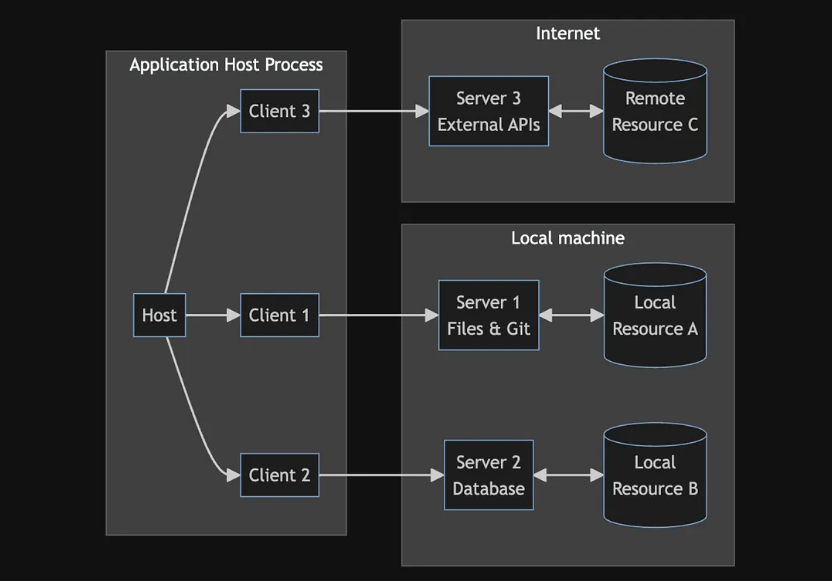 Application Host Process
Internet
Client 3
Server 3
External APIs
Remote
Resource C
Local machine
Host
Client 1
Server 1
Files & Git
Local
Resource A
Client 2
Server 2
Database
Local
Resource B